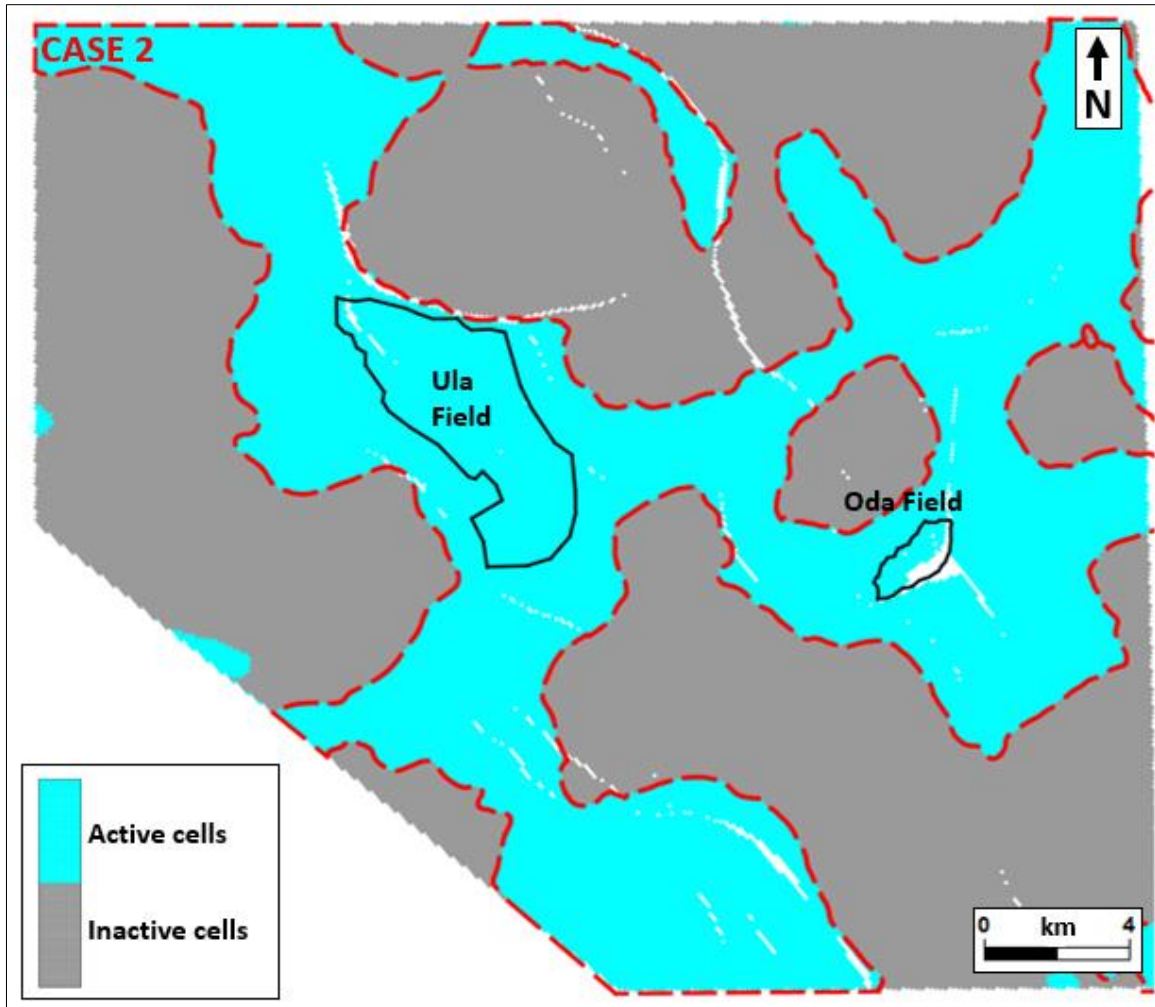 CASE 2
N
Ula
Field
Oda Field
Active cells
Inactive cells
0 km 4